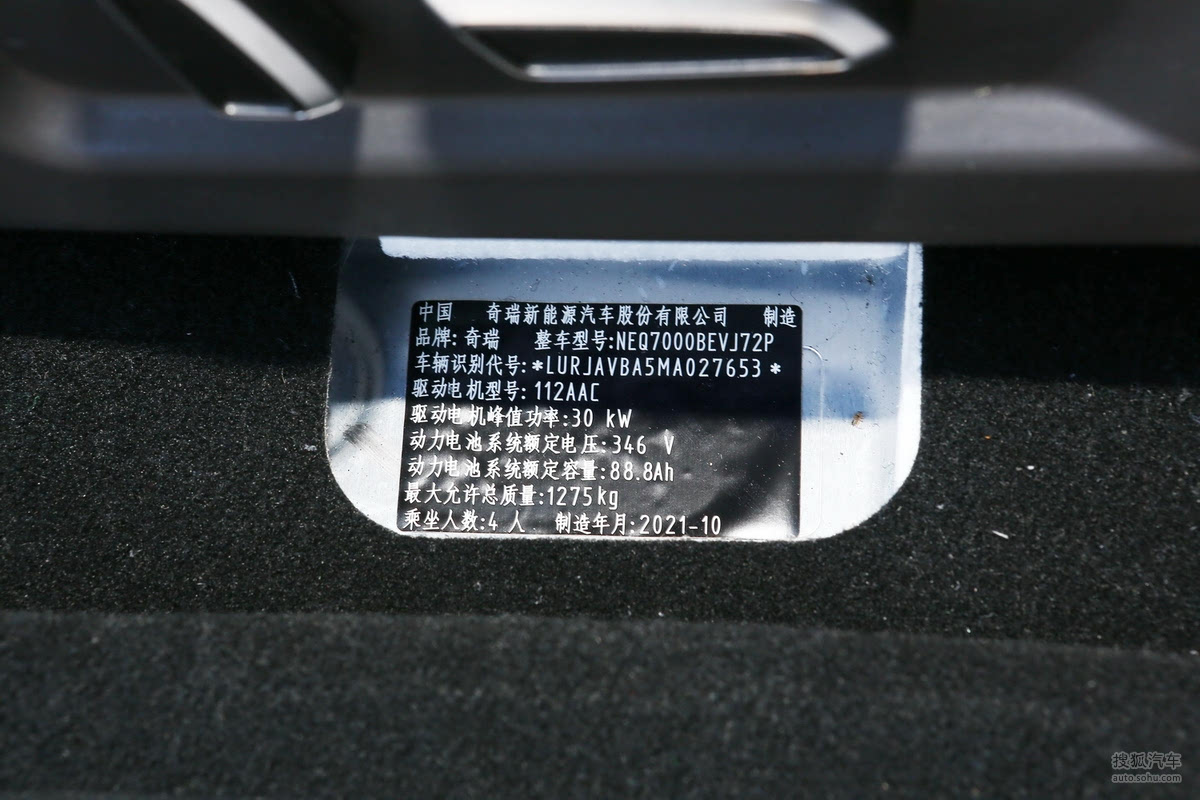 中国 奇瑞新能源汽车股份有限公司 制造
品牌:奇瑞 整车型号:NEQ7000BEVJ72P
车辆识别代号:*LURJAVBA5MA027653*
驱动电机型号:112AAC
驱动电机峰值功率:30 kW
动力电池系统额定电压:346 V
动力电池系统额定容量:88.8Ah
最大允许总质量:1275kg
乘坐人数:4 人 制造年月:2021-10
搜狐汽车
auto.sohu.com